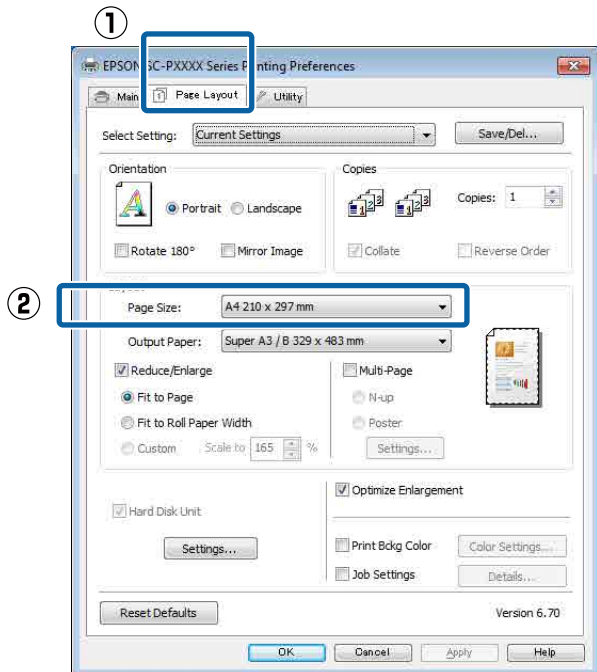 ①
EPSON SC-PXXXX Series Printing Preferences
Main Page Layout Utility
Select Setting: Current Settings Save/Del...
Orientation Copies
Portrait Landscape Copies: 1
Rotate 180° Mirror Image Collate Reverse Order
②
Page Size: A4 210 x 297 mm
Output Paper: Super A3 / B 329 x 483 mm
Reduce/Enlarge Multi-Page
Fit to Page N-up
Fit to Roll Paper Width Poster
Custom Scale to 165 % Settings...
Optimize Enlargement
Hard Disk Unit
Settings... Print Bckg Color Color Settings...
Job Settings Details...
Reset Defaults Version 6.70
OK Cancel Apply Help